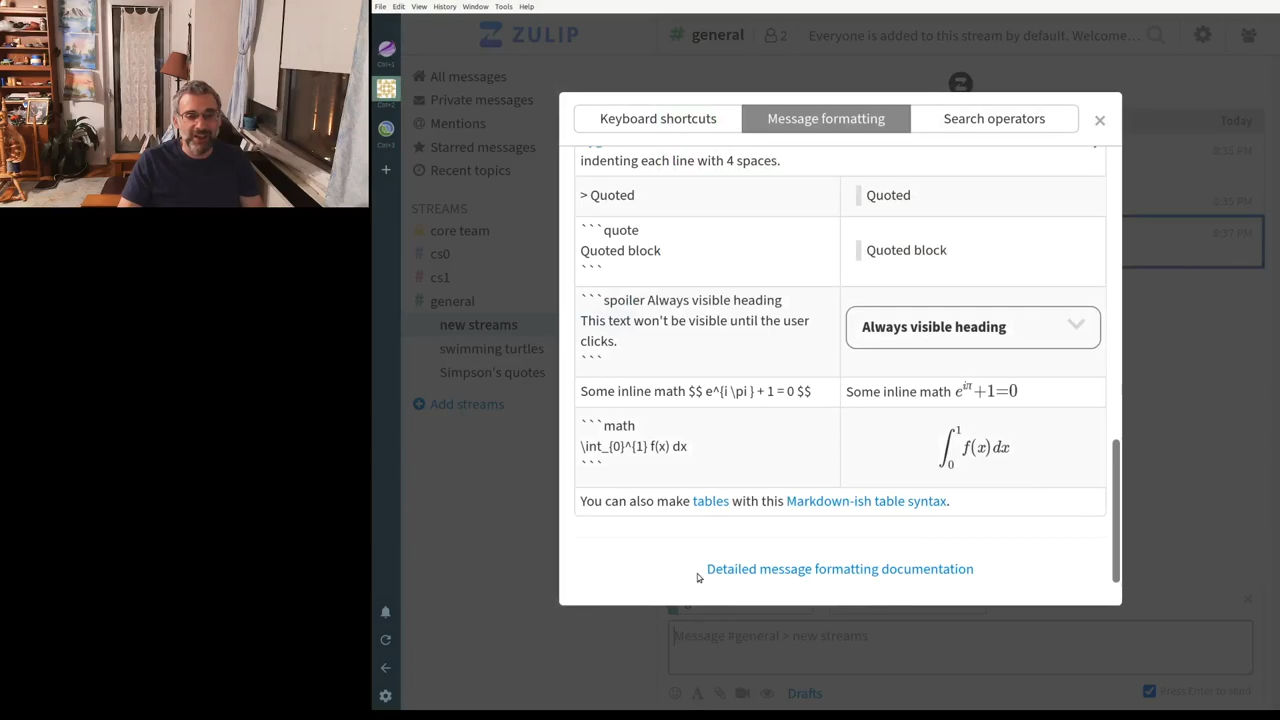 File Edit View History Window Tools Help
ZULIP
# general 2 Everyone is added to this stream by default. Welcome…
Ctrl+1
Ctrl+2
Ctrl+3
All messages
Private messages
Mentions
Starred messages
Recent topics
STREAMS
core team
cs0
cs1
general
new streams
swimming turtles
Simpson's quotes
Add streams
Keyboard shortcuts
Message formatting
Search operators
indenting each line with 4 spaces.
> Quoted
Quoted
```quote
Quoted block
```
Quoted block
```spoiler Always visible heading
This text won't be visible until the user
clicks.
```
Always visible heading
Some inline math $$ e^{i \pi } + 1 = 0 $$
Some inline math e^{iπ}+1=0
```math
\int_{0}^{1} f(x) dx
```
∫₀¹ f(x)dx
You can also make tables with this Markdown-ish table syntax.
Detailed message formatting documentation
Today
9:35 PM
2:35 PM
8:37 PM
Message #general > new streams
Drafts
Press Enter to send